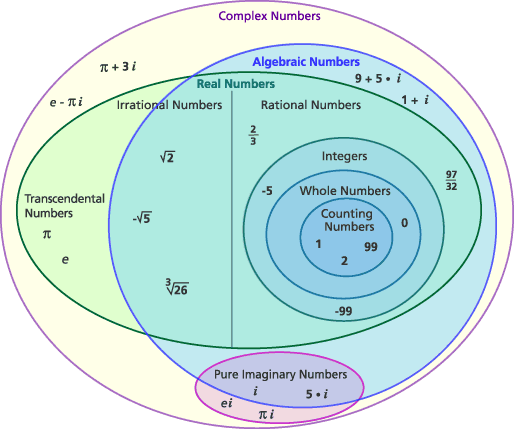 Complex Numbers
π + 3 i
Algebraic Numbers
9 + 5 • i
Real Numbers
e - π i
Irrational Numbers
Rational Numbers
1 + i
2/3
√2
Integers
97/32
-5
Whole Numbers
Transcendental
Numbers
-√5
Counting
Numbers
0
π
1
99
e
2
∛26
-99
Pure Imaginary Numbers
i
5 • i
ei
π i